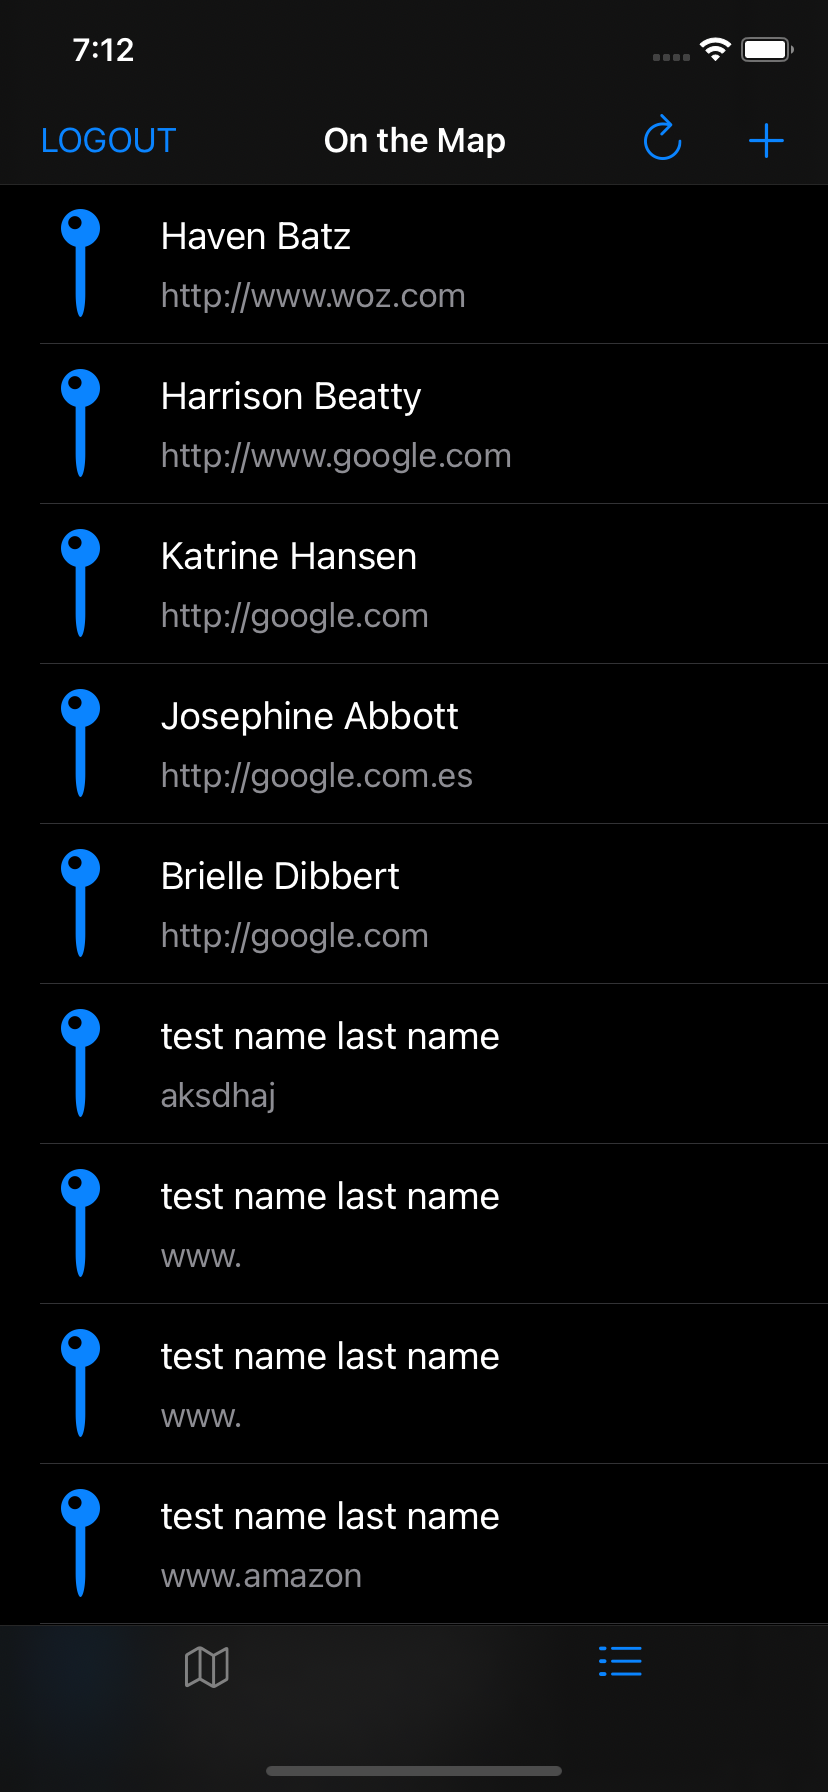 7:12
LOGOUT On the Map
Haven Batz
http://www.woz.com
Harrison Beatty
http://www.google.com
Katrine Hansen
http://google.com
Josephine Abbott
http://google.com.es
Brielle Dibbert
http://google.com
test name last name
aksdhaj
test name last name
www.
test name last name
www.
test name last name
www.amazon